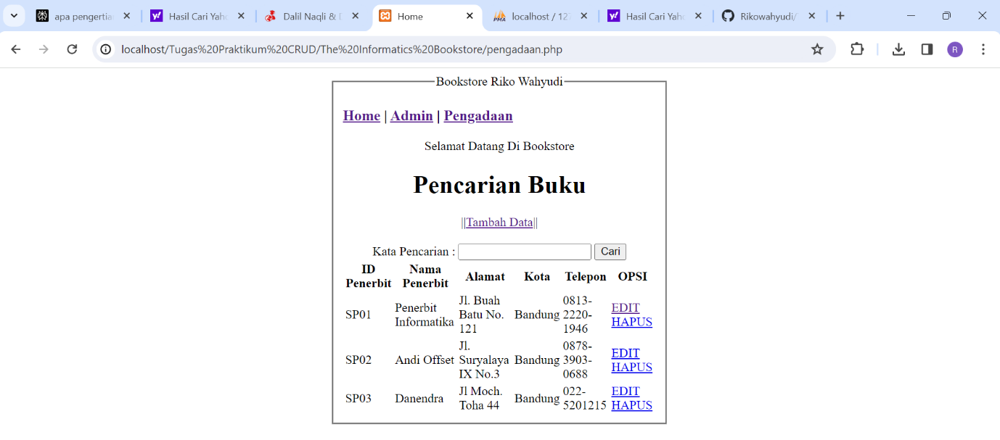 apa pengertia
Hasil Cari Yaho
Dalil Naqli & D
Home
localhost / 127
Hasil Cari Yaho
Rikowahyudi/
localhost/Tugas%20Praktikum%20CRUD/The%20Informatics%20Bookstore/pengadaan.php
R
Bookstore Riko Wahyudi
Home | Admin | Pengadaan
Selamat Datang Di Bookstore
Pencarian Buku
||Tambah Data||
Kata Pencarian : Cari
ID Penerbit Nama Penerbit Alamat Kota Telepon OPSI
SP01 Penerbit Informatika Jl. Buah Batu No. 121 Bandung 0813-2220-1946 EDIT HAPUS
SP02 Andi Offset Jl. Suryalaya IX No.3 Bandung 0878-3903-0688 EDIT HAPUS
SP03 Danendra Jl Moch. Toha 44 Bandung 022-5201215 EDIT HAPUS